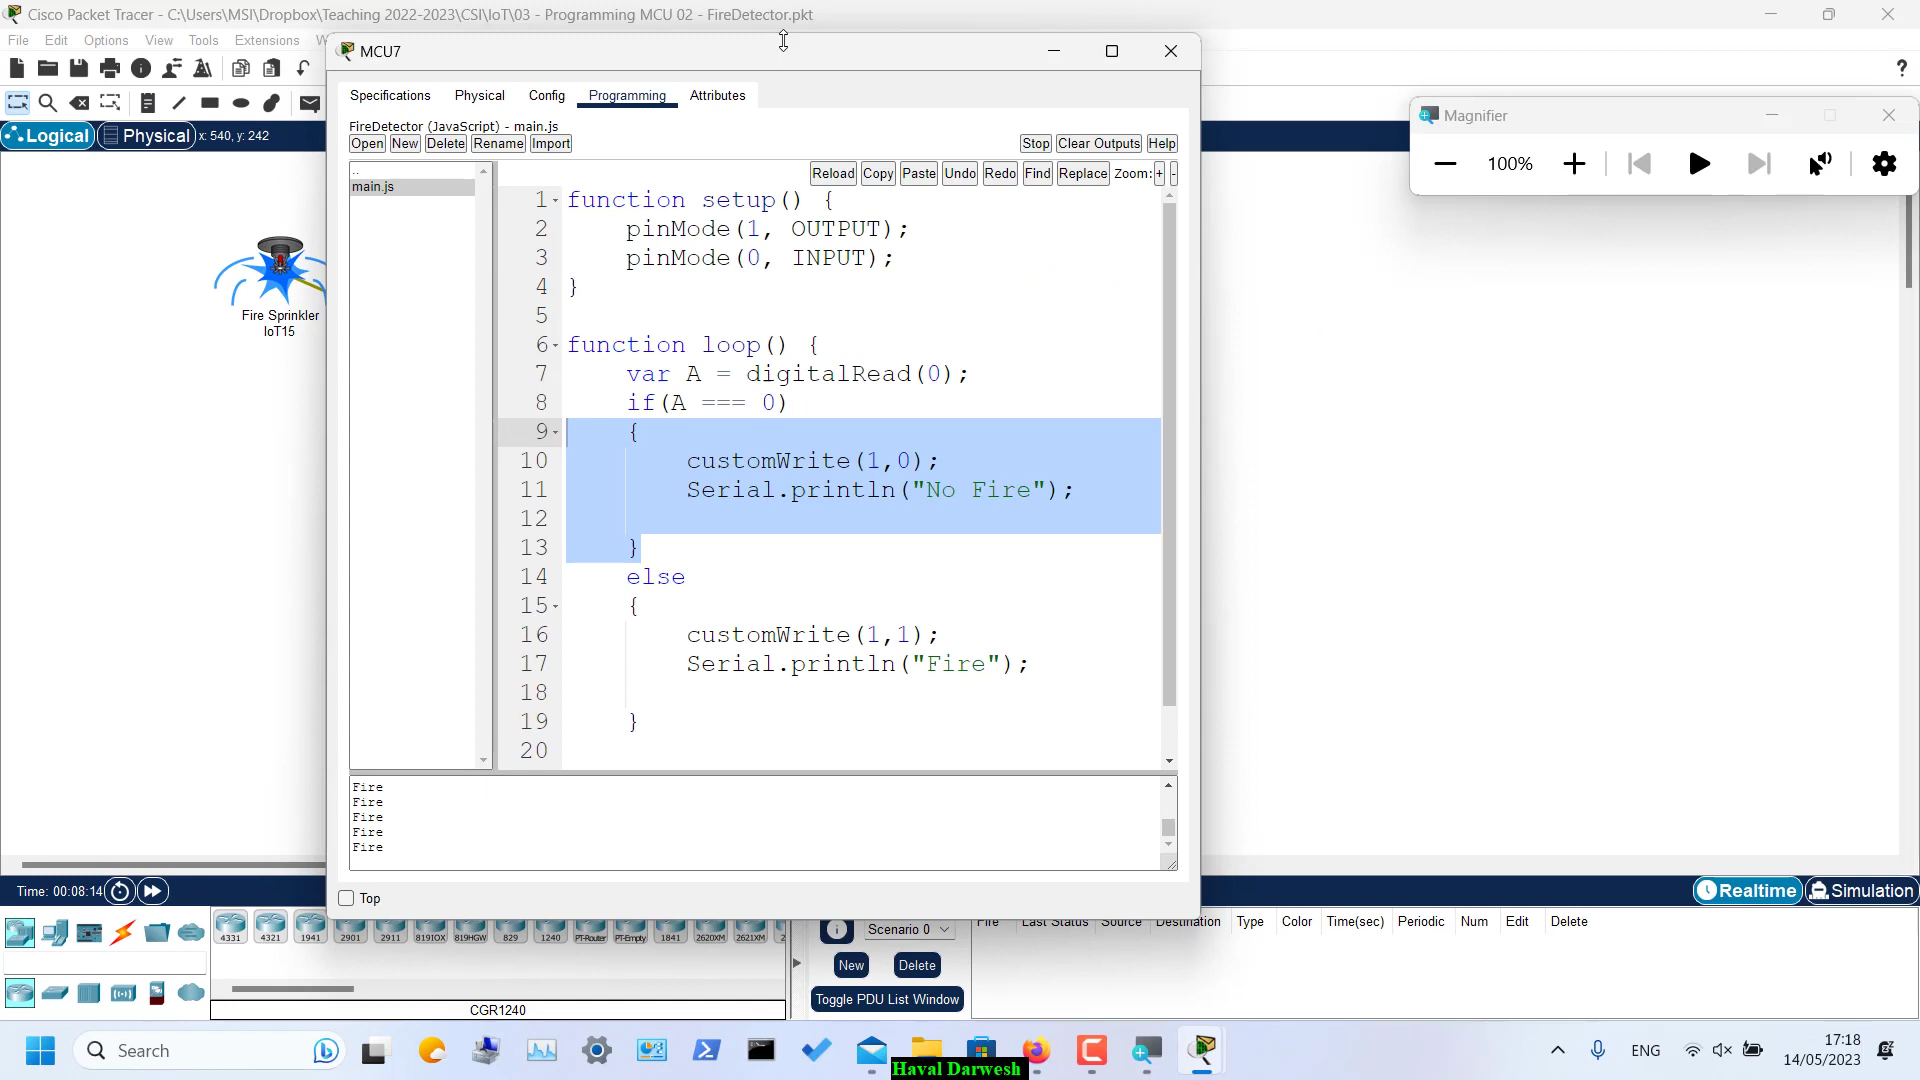 Cisco Packet Tracer - C:\Users\MSI\Dropbox\Teaching 2022-2023\CSI\IoT\03 - Programming MCU 02 - FireDetector.pkt
File Edit Options View Tools Extensions
MCU7
Specifications Physical Config Programming Attributes
Magnifier
100%
Logical Physical x: 540, y: 242
FireDetector (JavaScript) - main.js
Open New Delete Rename Import Stop Clear Outputs Help
Reload Copy Paste Undo Redo Find Replace Zoom: + -
..
main.js
1 function setup() {
2 pinMode(1, OUTPUT);
3 pinMode(0, INPUT);
4 }
5
6 function loop() {
7 var A = digitalRead(0);
8 if(A === 0)
9 {
10 customWrite(1,0);
11 Serial.println("No Fire");
12
13 }
14 else
15 {
16 customWrite(1,1);
17 Serial.println("Fire");
18
19 }
20
Fire Sprinkler
IoT15
Fire
Fire
Fire
Fire
Fire
Top
Time: 00:08:14
Realtime Simulation
4331 4321 1941 2901 2911 819IOX 819HGW 829 1240 PT-Router PT-Empty 1841 2620XM 2621XM
Scenario 0
New Delete
Toggle PDU List Window
Fire Last Status Source Destination Type Color Time(sec) Periodic Num Edit Delete
CGR1240
Search
Haval Darwesh
ENG
17:18
14/05/2023